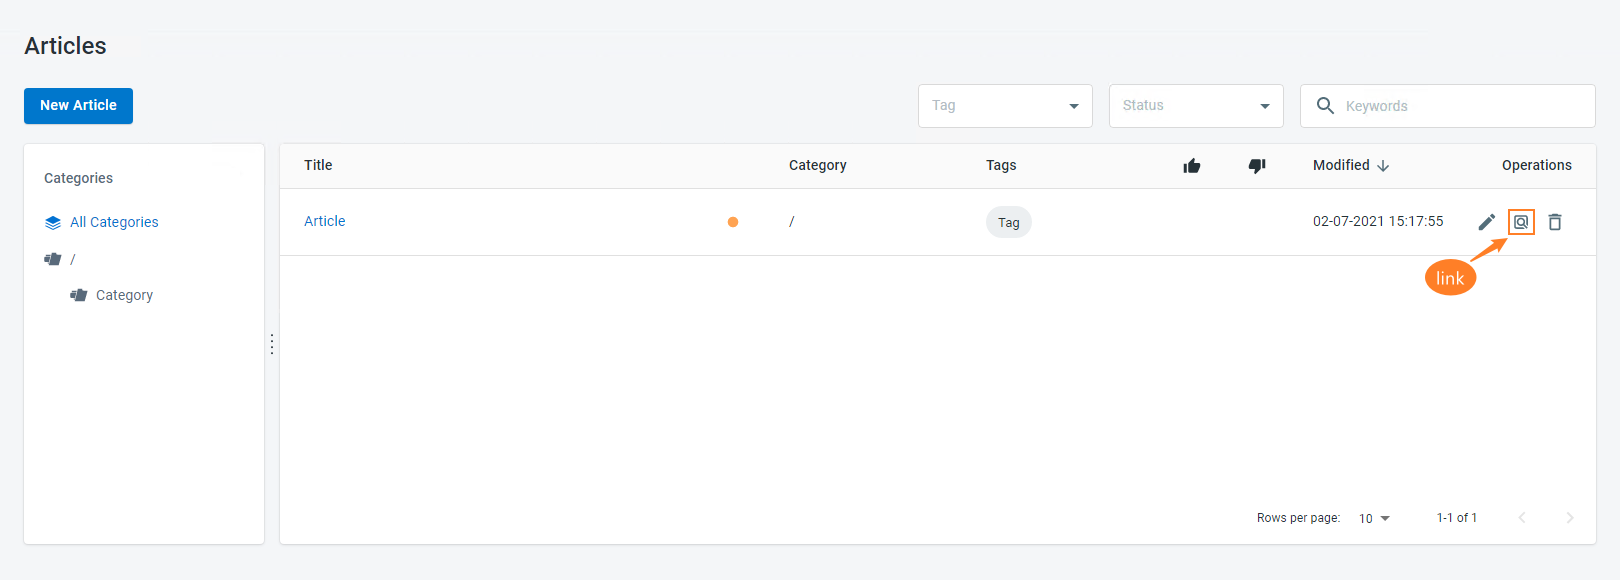 Articles
New Article
Tag
Status
Keywords
Categories
All Categories
/
Category
Title Category Tags Modified Operations
Article / Tag 02-07-2021 15:17:55
link
Rows per page: 10 1-1 of 1